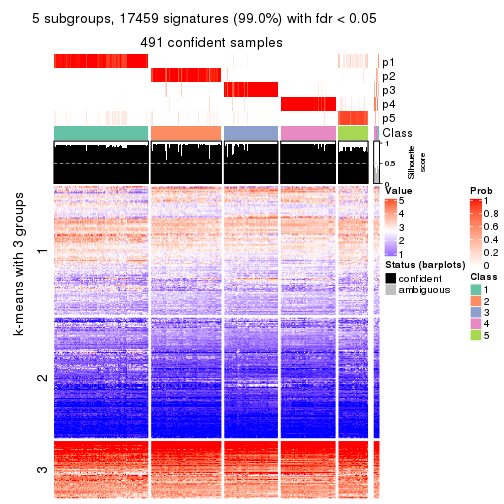 5 subgroups, 17459 signatures (99.0%) with fdr < 0.05
491 confident samples
p1
p2
p3
p4
p5
Class
1
0.5
0
Silhouette
score
k-means with 3 groups
1
2
3
Value
5
4
3
2
1
Status (barplots)
confident
ambiguous
Prob
1
0.8
0.6
0.4
0.2
0
Class
1
2
3
4
5